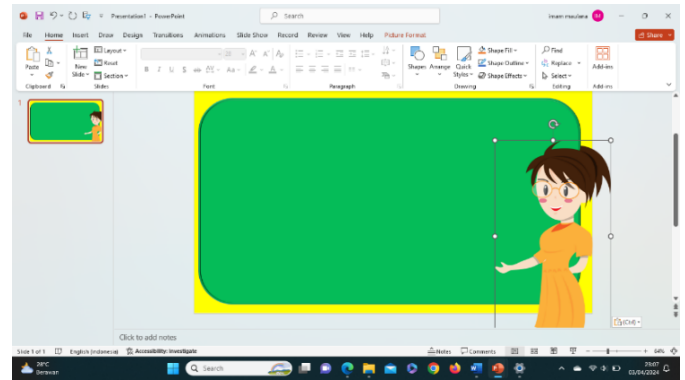 Presentation1 - PowerPoint
Search
imam maulana
File Home Insert Draw Design Transitions Animations Slide Show Record Review View Help Picture Format
Share
Paste
New
Slide
Layout
Reset
Section
Shapes
Arrange
Quick
Styles
Shape Fill
Shape Outline
Shape Effects
Find
Replace
Select
Add-ins
Clipboard
Slides
Font
Paragraph
Drawing
Editing
Add-ins
1
(Ctrl)
Click to add notes
Slide 1 of 1
English (Indonesia)
Accessibility: Investigate
Notes
Comments
64%
28°C
Berawan
Search
03/04/2024